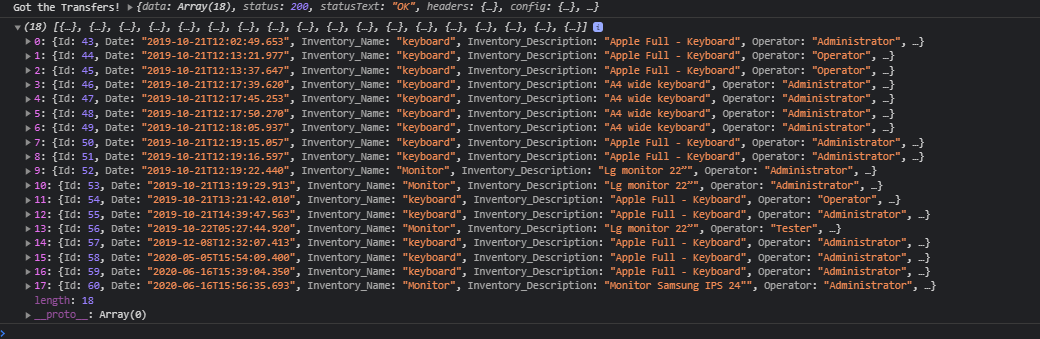 Got the Transfers! ▶{data: Array(18), status: 200, statusText: "OK", headers: {…}, config: {…}, …}
▼(18) [{…}, {…}, {…}, {…}, {…}, {…}, {…}, {…}, {…}, {…}, {…}, {…}, {…}, {…}, {…}, {…}, {…}, {…}] i
▶0: {Id: 43, Date: "2019-10-21T12:02:49.653", Inventory_Name: "keyboard", Inventory_Description: "Apple Full - Keyboard", Operator: "Administrator", …}
▶1: {Id: 44, Date: "2019-10-21T12:13:21.977", Inventory_Name: "keyboard", Inventory_Description: "Apple Full - Keyboard", Operator: "Operator", …}
▶2: {Id: 45, Date: "2019-10-21T12:13:37.647", Inventory_Name: "keyboard", Inventory_Description: "Apple Full - Keyboard", Operator: "Operator", …}
▶3: {Id: 46, Date: "2019-10-21T12:17:39.620", Inventory_Name: "keyboard", Inventory_Description: "A4 wide keyboard", Operator: "Administrator", …}
▶4: {Id: 47, Date: "2019-10-21T12:17:45.253", Inventory_Name: "keyboard", Inventory_Description: "A4 wide keyboard", Operator: "Administrator", …}
▶5: {Id: 48, Date: "2019-10-21T12:17:50.270", Inventory_Name: "keyboard", Inventory_Description: "A4 wide keyboard", Operator: "Administrator", …}
▶6: {Id: 49, Date: "2019-10-21T12:18:05.937", Inventory_Name: "keyboard", Inventory_Description: "A4 wide keyboard", Operator: "Administrator", …}
▶7: {Id: 50, Date: "2019-10-21T12:19:15.057", Inventory_Name: "keyboard", Inventory_Description: "Apple Full - Keyboard", Operator: "Administrator", …}
▶8: {Id: 51, Date: "2019-10-21T12:19:16.597", Inventory_Name: "keyboard", Inventory_Description: "Apple Full - Keyboard", Operator: "Administrator", …}
▶9: {Id: 52, Date: "2019-10-21T12:19:22.440", Inventory_Name: "Monitor", Inventory_Description: "Lg monitor 22”", Operator: "Administrator", …}
▶10: {Id: 53, Date: "2019-10-21T13:19:29.913", Inventory_Name: "Monitor", Inventory_Description: "Lg monitor 22”", Operator: "Administrator", …}
▶11: {Id: 54, Date: "2019-10-21T13:21:42.010", Inventory_Name: "keyboard", Inventory_Description: "Apple Full - Keyboard", Operator: "Operator", …}
▶12: {Id: 55, Date: "2019-10-21T14:39:47.563", Inventory_Name: "keyboard", Inventory_Description: "Apple Full - Keyboard", Operator: "Administrator", …}
▶13: {Id: 56, Date: "2019-10-22T05:27:44.920", Inventory_Name: "Monitor", Inventory_Description: "Lg monitor 22”", Operator: "Tester", …}
▶14: {Id: 57, Date: "2019-12-08T12:32:07.413", Inventory_Name: "keyboard", Inventory_Description: "Apple Full - Keyboard", Operator: "Administrator", …}
▶15: {Id: 58, Date: "2020-05-05T15:54:09.400", Inventory_Name: "keyboard", Inventory_Description: "Apple Full - Keyboard", Operator: "Administrator", …}
▶16: {Id: 59, Date: "2020-06-16T15:39:04.350", Inventory_Name: "keyboard", Inventory_Description: "Apple Full - Keyboard", Operator: "Administrator", …}
▶17: {Id: 60, Date: "2020-06-16T15:56:35.693", Inventory_Name: "Monitor", Inventory_Description: "Monitor Samsung IPS 24"", Operator: "Administrator", …}
length: 18
▶__proto__: Array(0)